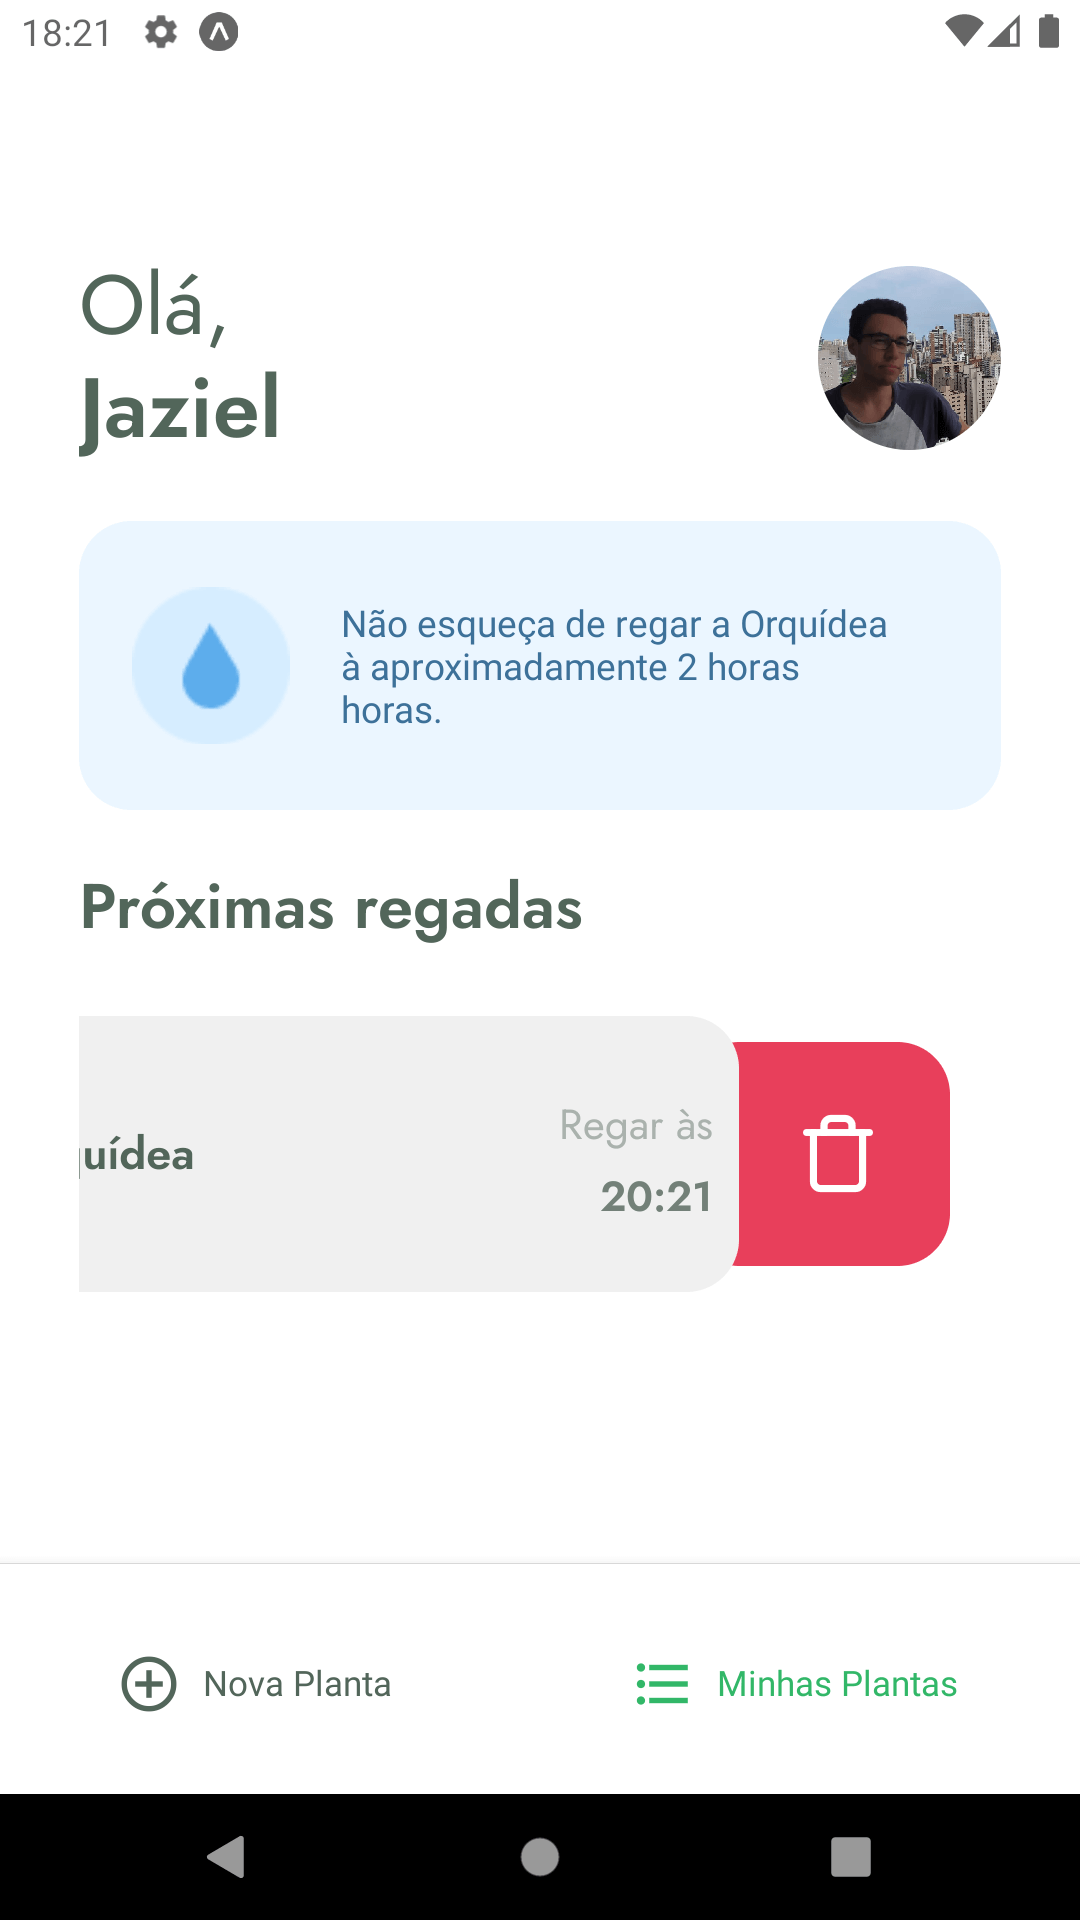 18:21
Olá,
Jaziel
Não esqueça de regar a Orquídea
à aproximadamente 2 horas
horas.
Próximas regadas
Regar às
uídea
20:21
Nova Planta
Minhas Plantas